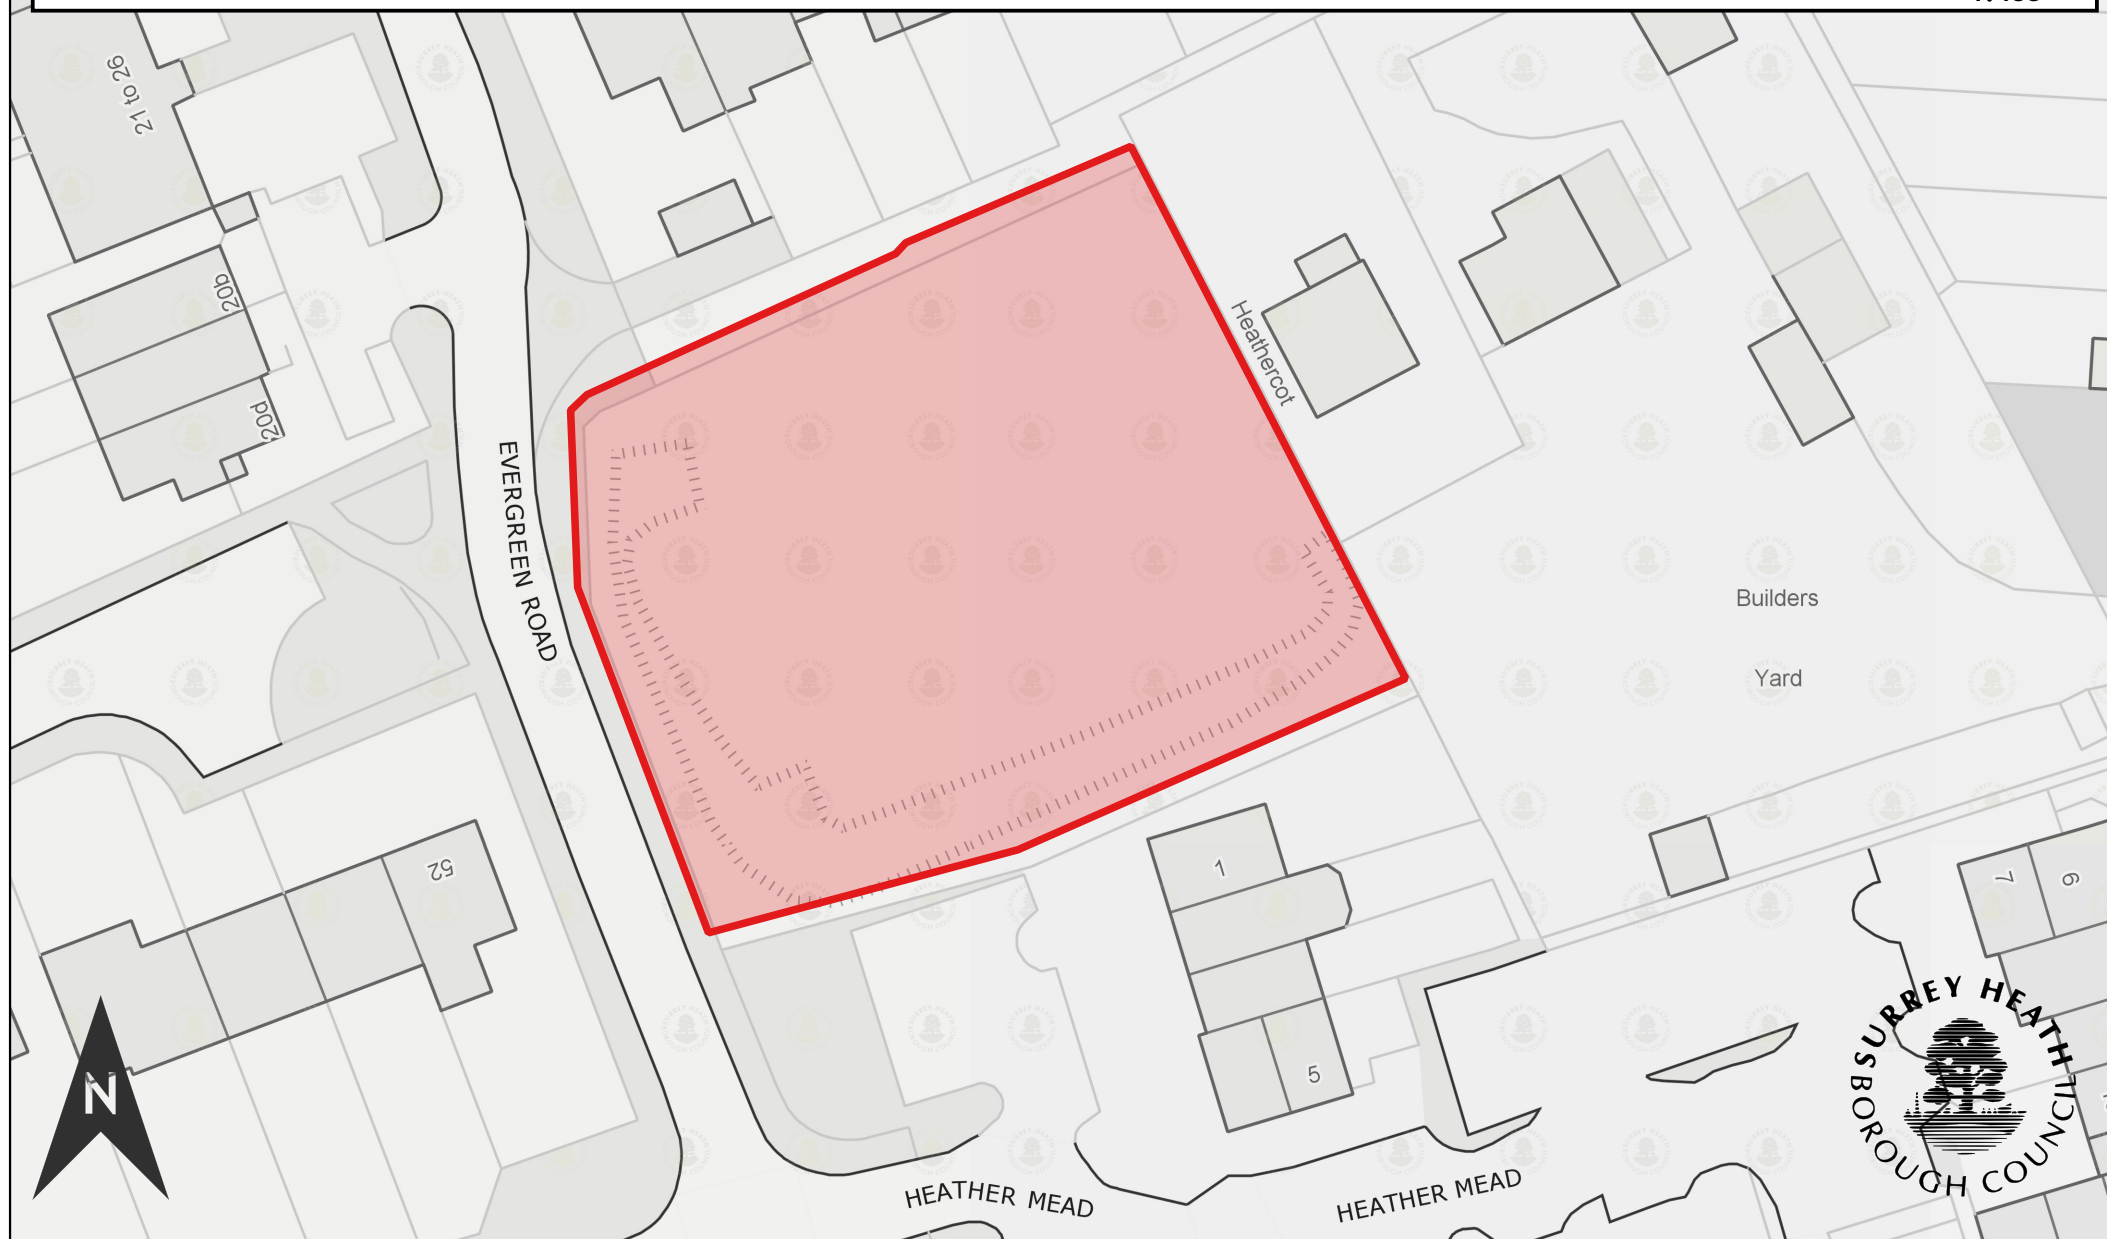 21 to 26
20b
20d
EVERGREEN ROAD
Heathercot
Builders
Yard
52
1
5
7
6
N
HEATHER MEAD
HEATHER MEAD
SURREY HEATH
BOROUGH COUNCIL